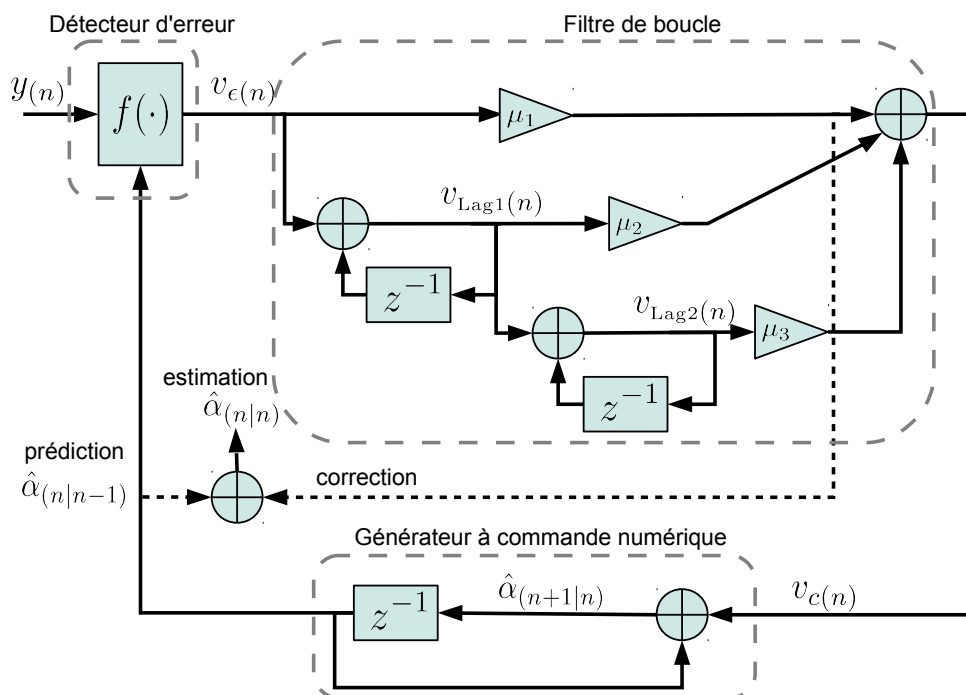 Détecteur d'erreur
Filtre de boucle
y(n)
f(·)
vϵ(n)
μ1
vLag1(n)
μ2
z−1
vLag2(n)
μ3
z−1
estimation
α̂(n|n)
prédiction
α̂(n|n−1)
correction
Générateur à commande numérique
z−1
α̂(n+1|n)
vc(n)